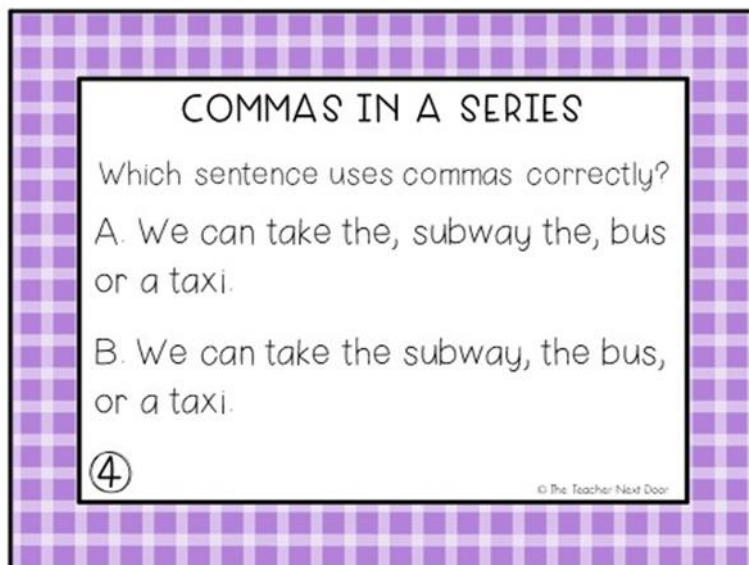 COMMAS IN A SERIES
Which sentence uses commas correctly?
A. We can take the, subway the, bus
or a taxi.
B. We can take the subway, the bus,
or a taxi.
4
© The Teacher Next Door